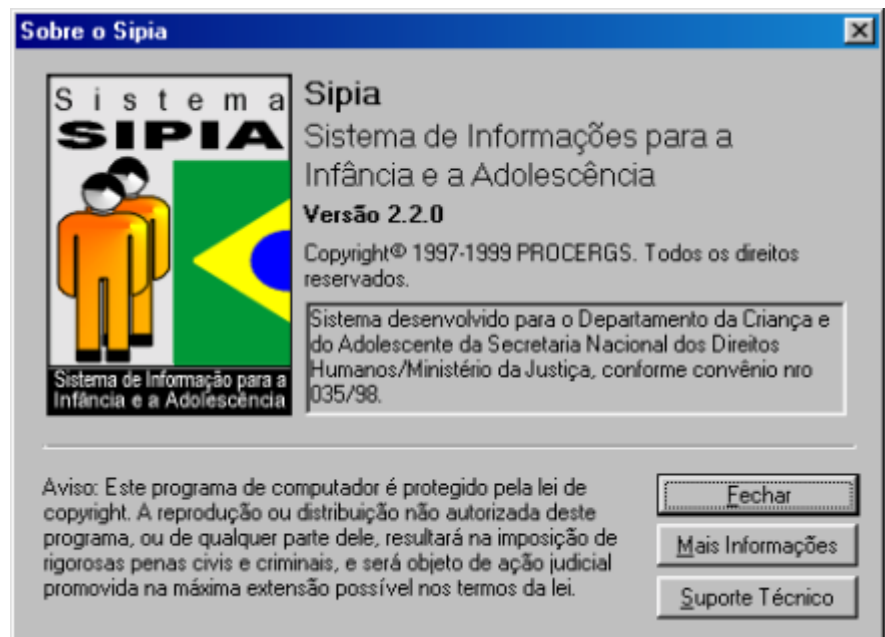 Sobre o Sipia
Sistema
SIPIA
Sistema de Informação para a
Infância e a Adolescência
Sipia
Sistema de Informações para a
Infância e a Adolescência
Versão 2.2.0
Copyright© 1997-1999 PROCERGS. Todos os direitos
reservados.
Sistema desenvolvido para o Departamento da Criança e
do Adolescente da Secretaria Nacional dos Direitos
Humanos/Ministério da Justiça, conforme convênio nro
035/98.
Aviso: Este programa de computador é protegido pela lei de
copyright. A reprodução ou distribuição não autorizada deste
programa, ou de qualquer parte dele, resultará na imposição de
rigorosas penas civis e criminais, e será objeto de ação judicial
promovida na máxima extensão possível nos termos da lei.
Fechar
Mais Informações
Suporte Técnico